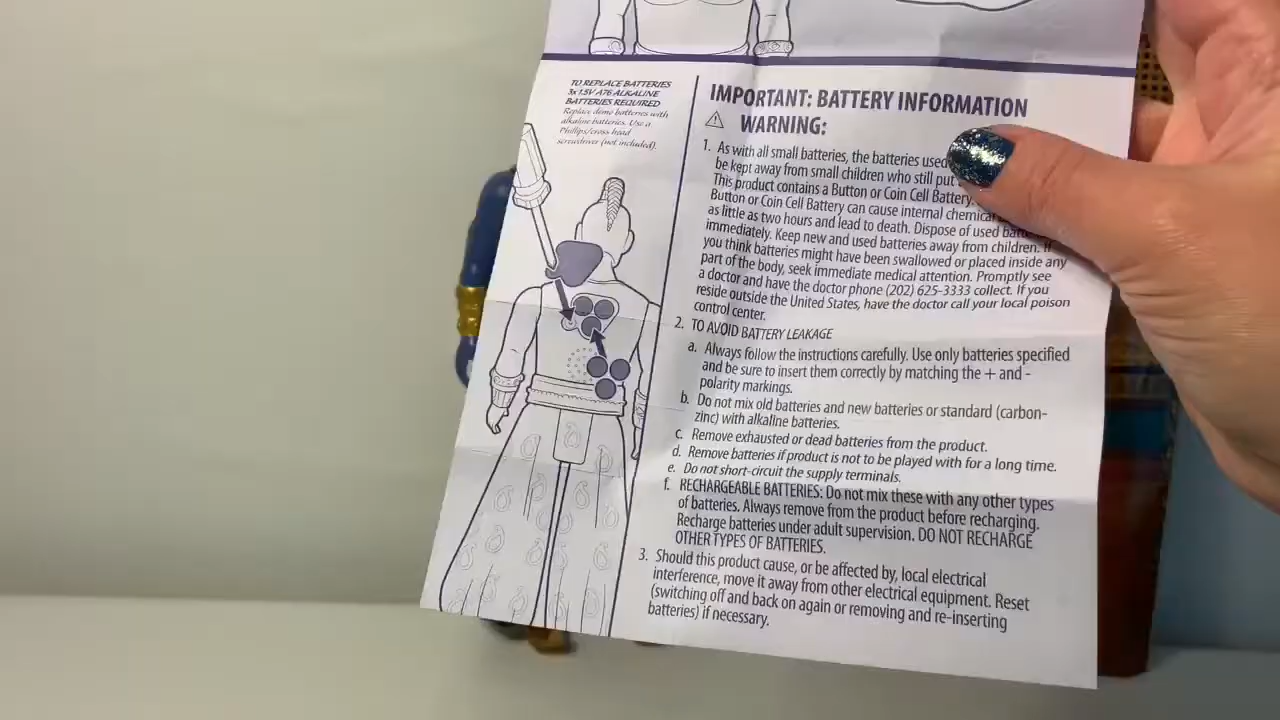 TO REPLACE BATTERIES
3x 1.5V A76 ALKALINE
BATTERIES REQUIRED
Replace demo batteries with
alkaline batteries. Use a
Phillips/cross head
screwdriver (not included).
IMPORTANT: BATTERY INFORMATION
WARNING:
1. As with all small batteries, the batteries used
be kept away from small children who still put
This product contains a Button or Coin Cell Battery.
Button or Coin Cell Battery can cause internal chemical
as little as two hours and lead to death. Dispose of used
immediately. Keep new and used batteries away from children. If
you think batteries might have been swallowed or placed inside any
part of the body, seek immediate medical attention. Promptly see
a doctor and have the doctor phone (202) 625-3333 collect. If you
reside outside the United States, have the doctor call your local poison
control center.
2. TO AVOID BATTERY LEAKAGE
a. Always follow the instructions carefully. Use only batteries specified
and be sure to insert them correctly by matching the + and -
polarity markings.
b. Do not mix old batteries and new batteries or standard (carbon-
zinc) with alkaline batteries.
c. Remove exhausted or dead batteries from the product.
d. Remove batteries if product is not to be played with for a long time.
e. Do not short-circuit the supply terminals.
f. RECHARGEABLE BATTERIES: Do not mix these with any other types
of batteries. Always remove from the product before recharging.
Recharge batteries under adult supervision. DO NOT RECHARGE
OTHER TYPES OF BATTERIES.
3. Should this product cause, or be affected by, local electrical
interference, move it away from other electrical equipment. Reset
(switching off and back on again or removing and re-inserting
batteries) if necessary.